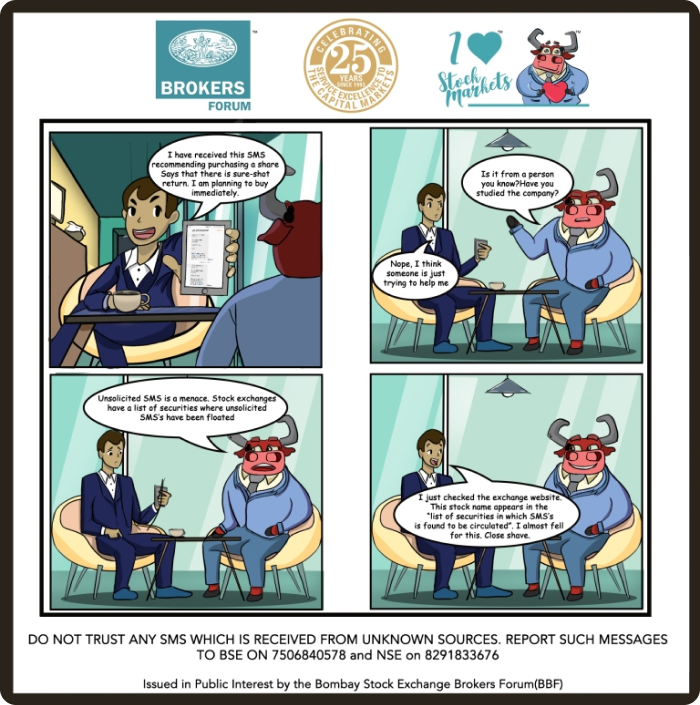 BROKERS
FORUM
™
CELEBRATING
25
YEARS
SINCE 1992
SERVICE EXCELLENCE TO
THE CAPITAL MARKETS
I ™
Stock
Markets
™
I have received this SMS
recommending purchasing a share
Says that there is sure-shot
return. I am planning to buy
immediately.
Is it from a person
you know?Have you
studied the company?
Nope, I think
someone is just
trying to help me
Unsolicited SMS is a menace. Stock exchanges
have a list of securities where unsolicited
SMS's have been floated
I just checked the exchange website.
This stock name appears in the
"list of securities in which SMS's
is found to be circulated". I almost fell
for this. Close shave.
DO NOT TRUST ANY SMS WHICH IS RECEIVED FROM UNKNOWN SOURCES. REPORT SUCH MESSAGES
TO BSE ON 7506840578 and NSE on 8291833676
Issued in Public Interest by the Bombay Stock Exchange Brokers Forum(BBF)